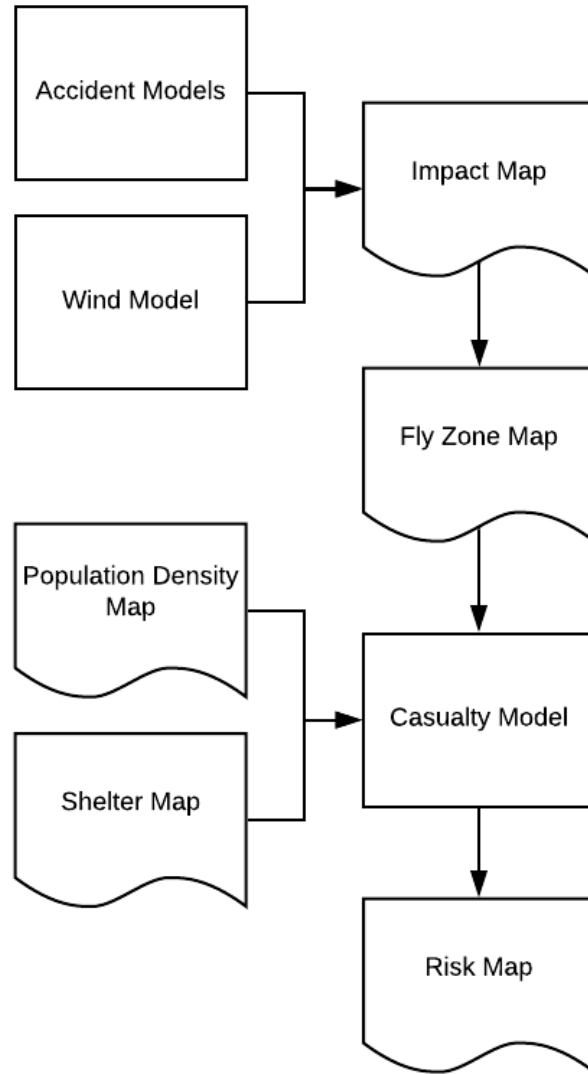 Accident Models
Impact Map
Wind Model
Fly Zone Map
Population Density
Map
Casualty Model
Shelter Map
Risk Map